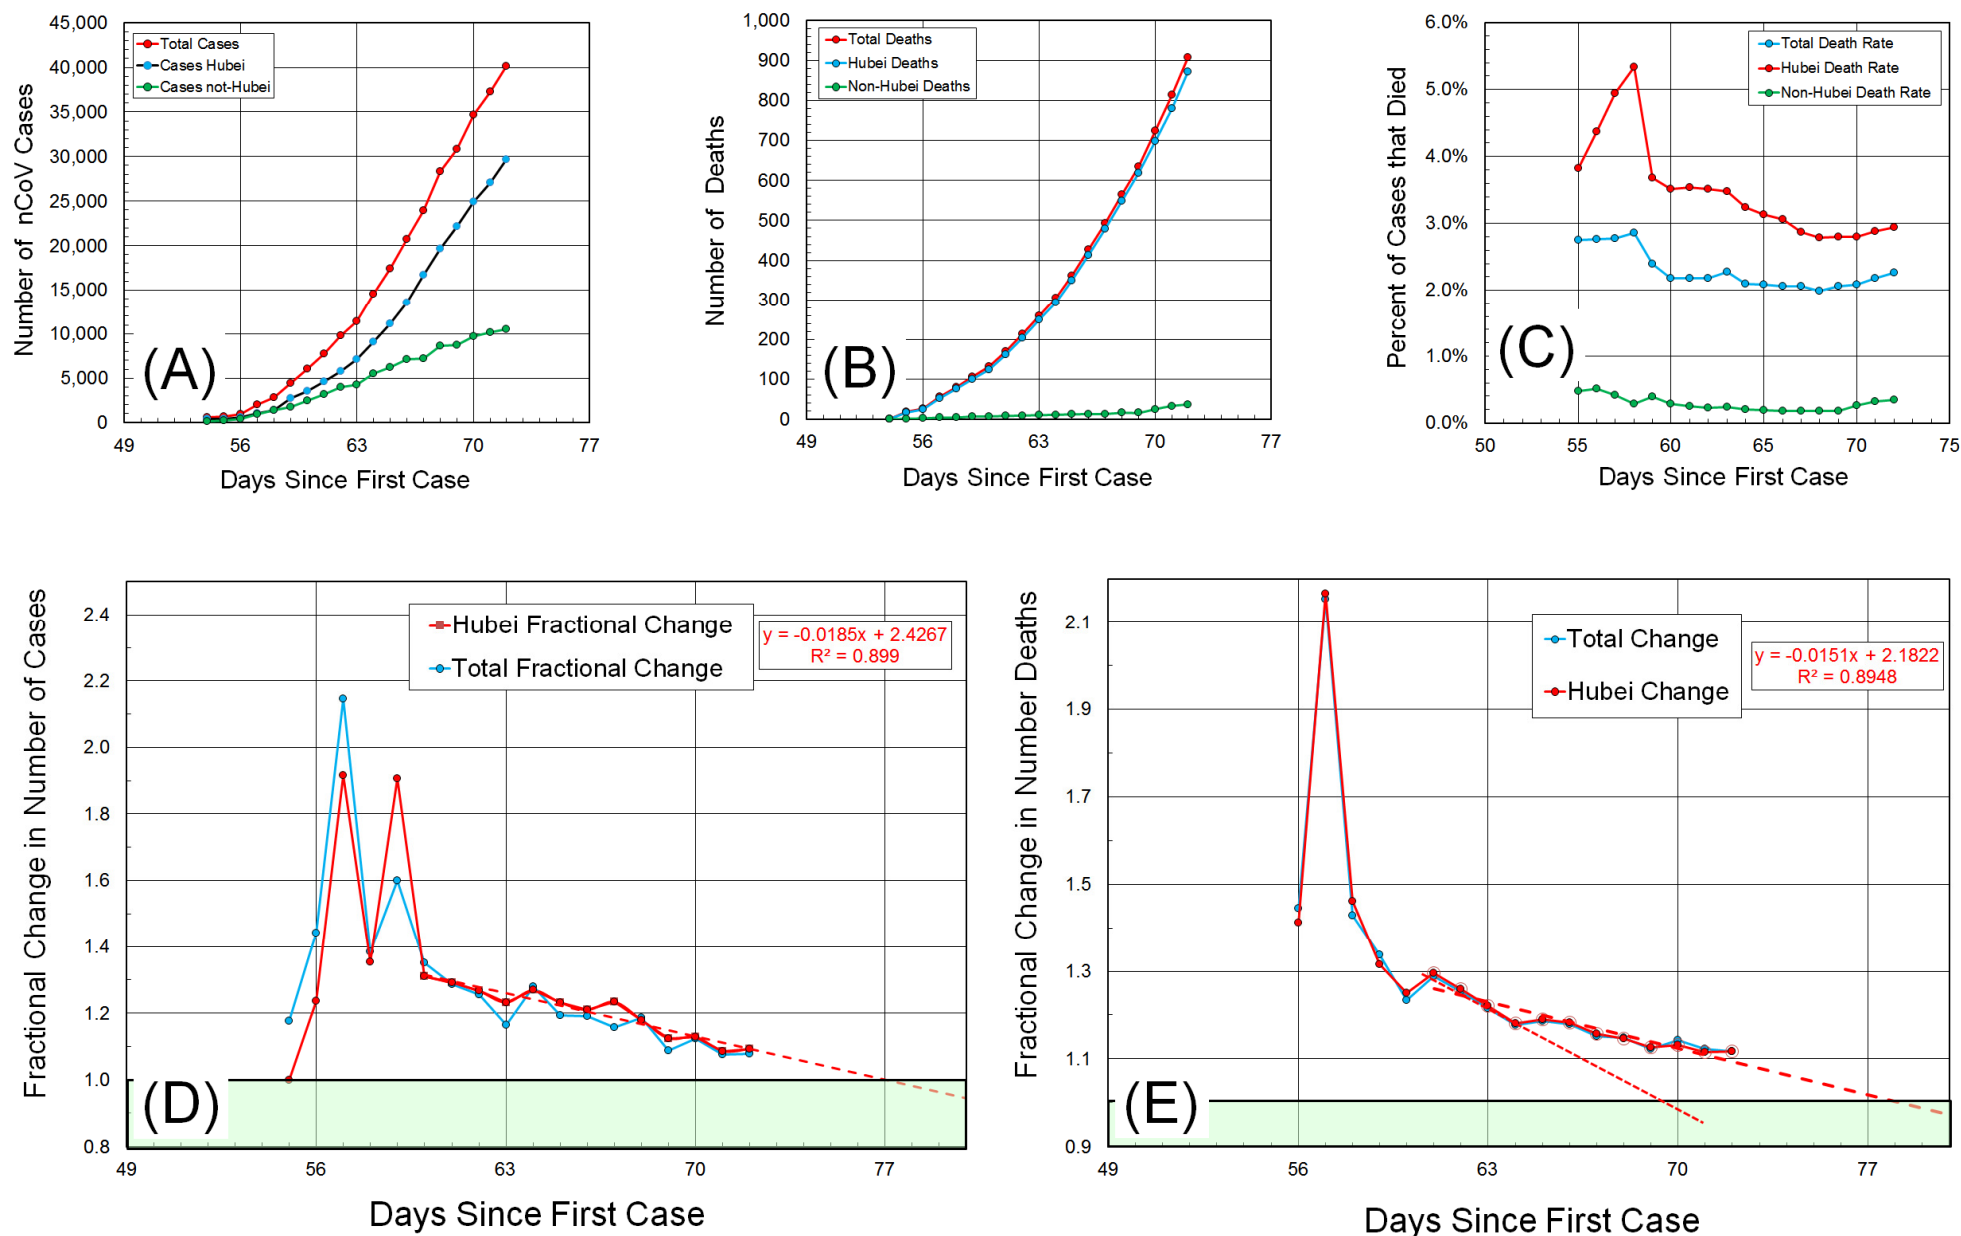 45,000
40,000
35,000
30,000
25,000
20,000
15,000
10,000
5,000
0
49
56
63
70
77
Number of nCoV Cases
Days Since First Case
Total Cases
Cases Hubei
Cases not-Hubei
(A)
1,000
900
800
700
600
500
400
300
200
100
0
49
56
63
70
77
Number of Deaths
Days Since First Case
Total Deaths
Hubei Deaths
Non-Hubei Deaths
(B)
6.0%
5.0%
4.0%
3.0%
2.0%
1.0%
0.0%
50
55
60
65
70
75
Percent of Cases that Died
Days Since First Case
Total Death Rate
Hubei Death Rate
Non-Hubei Death Rate
(C)
2.4
2.2
2.0
1.8
1.6
1.4
1.2
1.0
0.8
49
56
63
70
77
Fractional Change in Number of Cases
Days Since First Case
Hubei Fractional Change
Total Fractional Change
y = -0.0185x + 2.4267
R² = 0.899
(D)
2.1
1.9
1.7
1.5
1.3
1.1
0.9
49
56
63
70
77
Fractional Change in Number Deaths
Days Since First Case
Total Change
Hubei Change
y = -0.0151x + 2.1822
R² = 0.8948
(E)